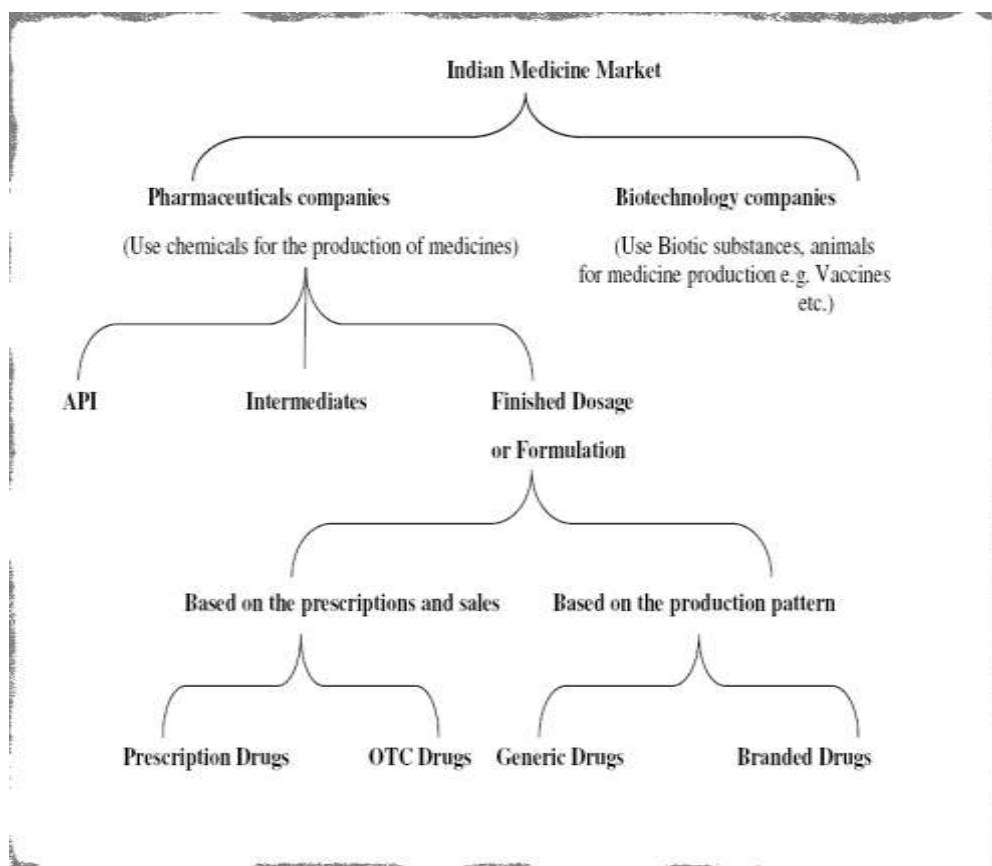 Indian Medicine Market
Pharmaceuticals companies
Biotechnology companies
(Use chemicals for the production of medicines)
(Use Biotic substances, animals
for medicine production e.g. Vaccines
etc.)
API
Intermediates
Finished Dosage
or Formulation
Based on the prescriptions and sales
Based on the production pattern
Prescription Drugs
OTC Drugs
Generic Drugs
Branded Drugs